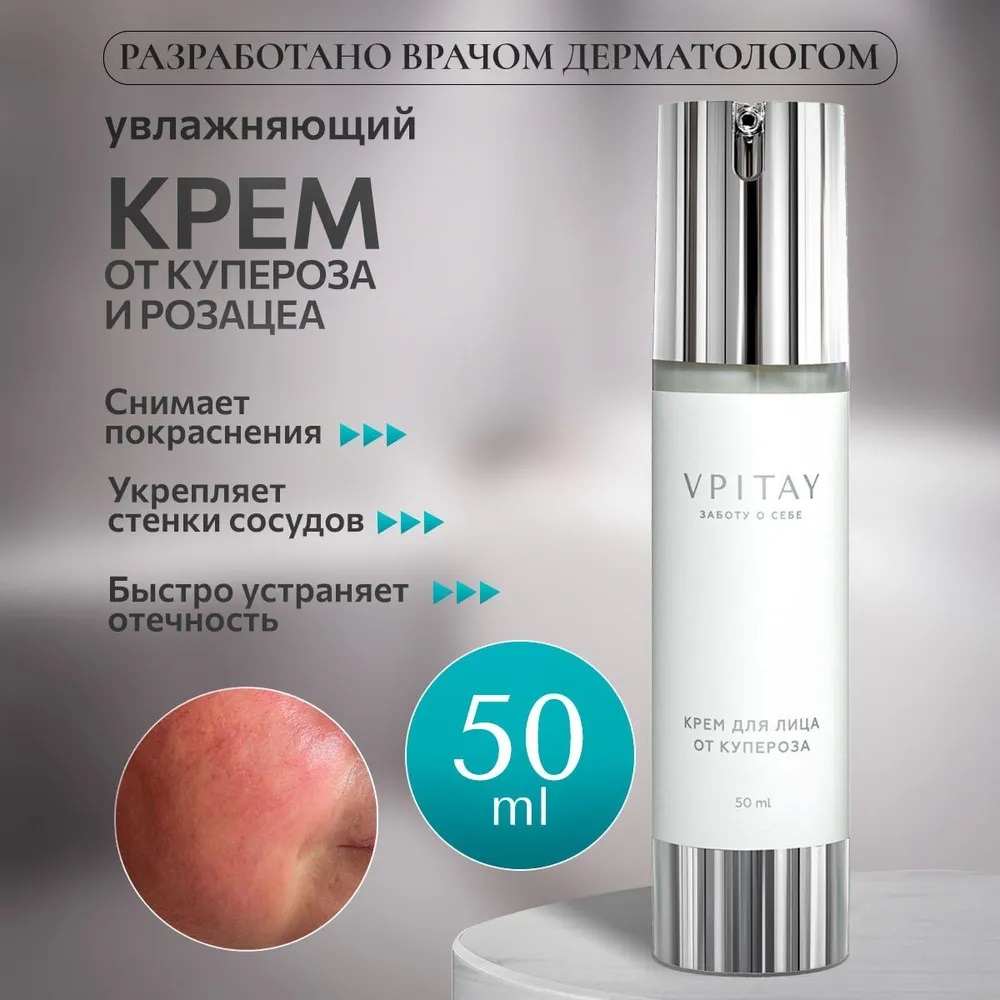 РАЗРАБОТАНО ВРАЧОМ ДЕРМАТОЛОГОМ
увлажняющий
КРЕМ
ОТ КУПЕРОЗА
И РОЗАЦЕА
Снимает
покраснения
Укрепляет
стенки сосудов
Быстро устраняет
отечность
50
ml
VPITAY
ЗАБОТУ О СЕБЕ
КРЕМ ДЛЯ ЛИЦА
ОТ КУПЕРОЗА
50 ml